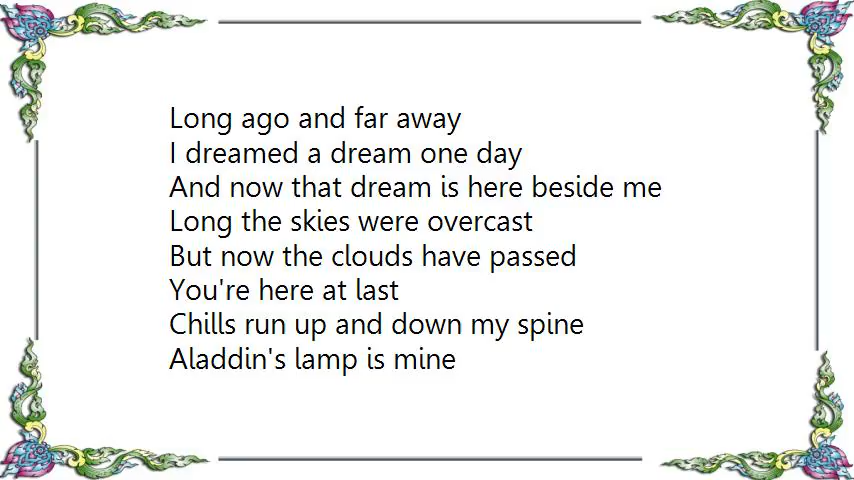 Long ago and far away
I dreamed a dream one day
And now that dream is here beside me
Long the skies were overcast
But now the clouds have passed
You're here at last
Chills run up and down my spine
Aladdin's lamp is mine